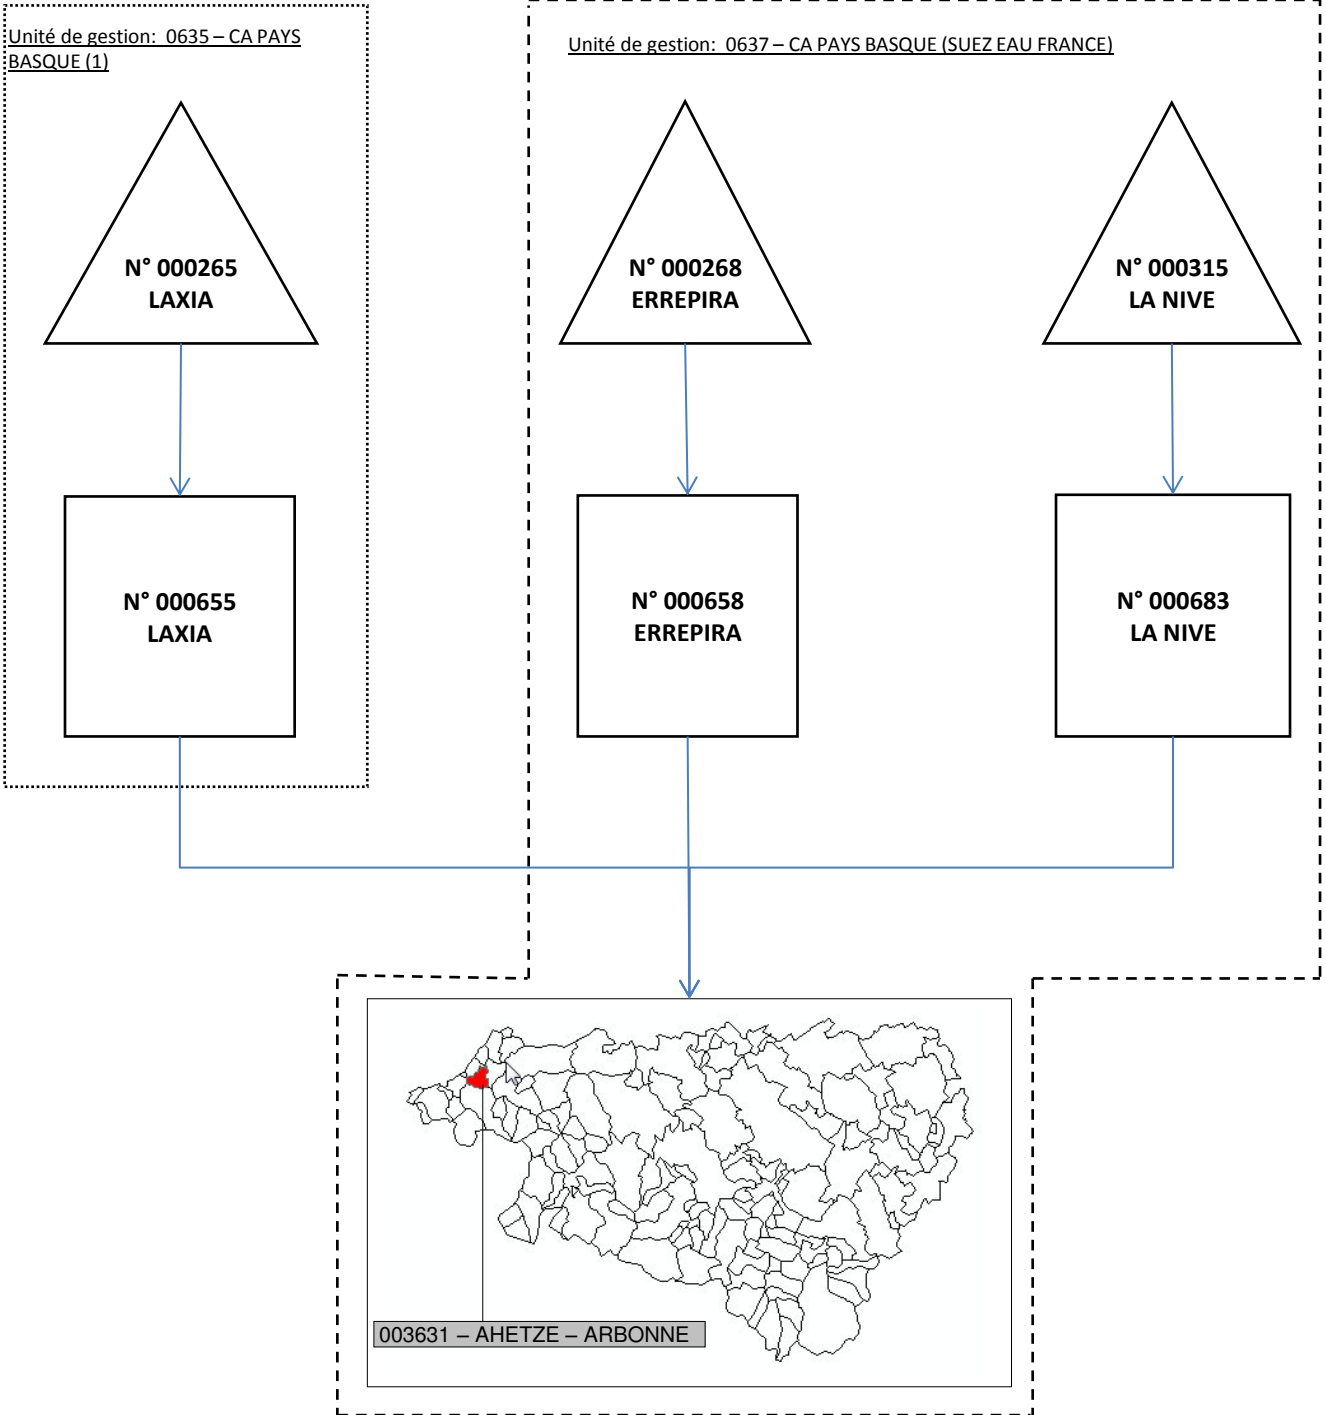 Unité de gestion: 0635 – CA PAYS
BASQUE (1)
Unité de gestion: 0637 – CA PAYS BASQUE (SUEZ EAU FRANCE)
N° 000265
LAXIA
N° 000268
ERREPIRA
N° 000315
LA NIVE
N° 000655
LAXIA
N° 000658
ERREPIRA
N° 000683
LA NIVE
003631 – AHETZE – ARBONNE